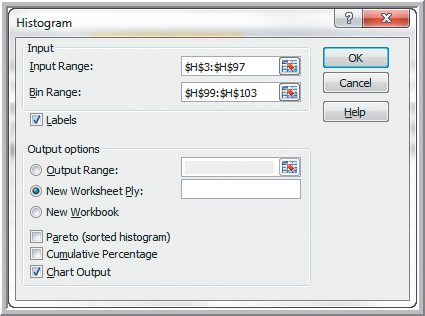 Histogram
Input
Input Range: $H$3:$H$97
Bin Range: $H$99:$H$103
Labels
OK
Cancel
Help
Output options
Output Range:
New Worksheet Ply:
New Workbook
Pareto (sorted histogram)
Cumulative Percentage
Chart Output